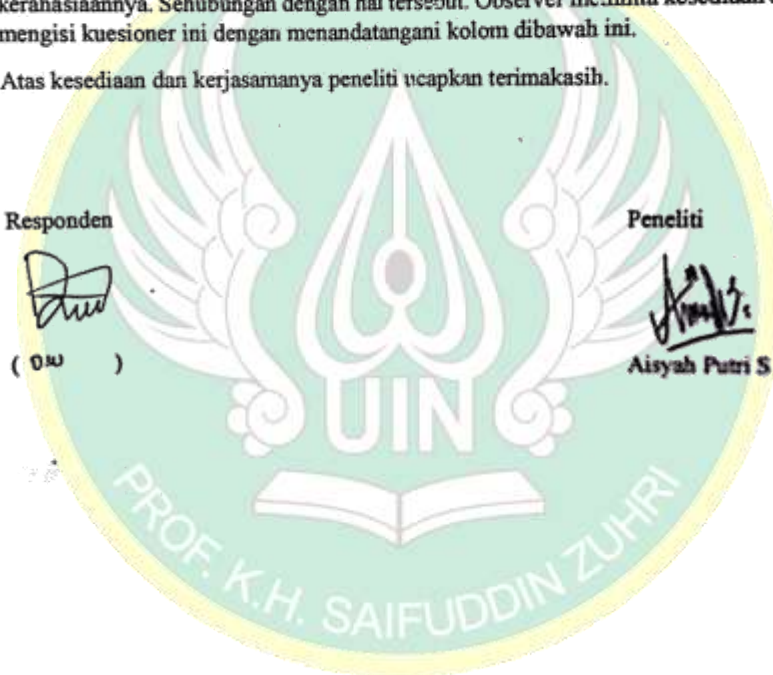 kerahasiaannya. Sehubungan dengan hal tersebut. Observer meminta kesediaan
mengisi kuesioner ini dengan menandatangani kolom dibawah ini.
Atas kesediaan dan kerjasamanya peneliti ucapkan terimakasih.
Responden
Peneliti
( DW )
Aisyah Putri S
UIN
PROF. K.H. SAIFUDDIN ZUHRI